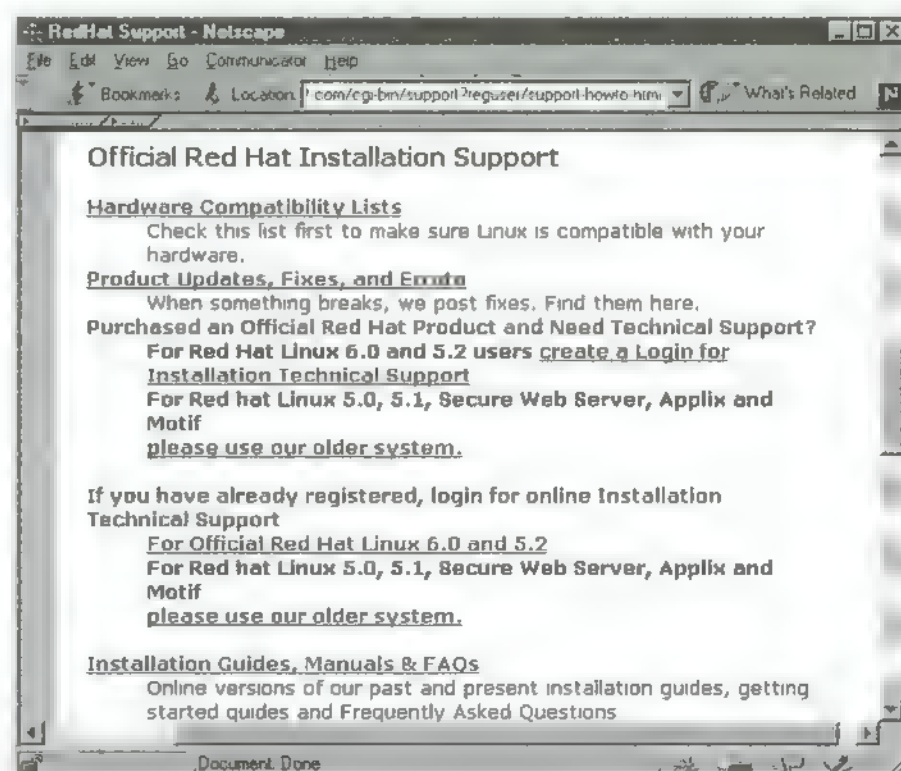 RedHat Support - Netscape
File Edit View Go Communicator Help
Bookmarks Location: com/cgi-bin/support?reguser/support-howto.html What's Related N
Official Red Hat Installation Support
Hardware Compatibility Lists
Check this list first to make sure Linux is compatible with your
hardware.
Product Updates, Fixes, and Errata
When something breaks, we post fixes. Find them here.
Purchased an Official Red Hat Product and Need Technical Support?
For Red Hat Linux 6.0 and 5.2 users create a Login for
Installation Technical Support
For Red hat Linux 5.0, 5.1, Secure Web Server, Applix and
Motif
please use our older system.
If you have already registered, login for online Installation
Technical Support
For Official Red Hat Linux 6.0 and 5.2
For Red hat Linux 5.0, 5.1, Secure Web Server, Applix and
Motif
please use our older system.
Installation Guides, Manuals & FAQs
Online versions of our past and present installation guides, getting
started guides and Frequently Asked Questions
Document: Done